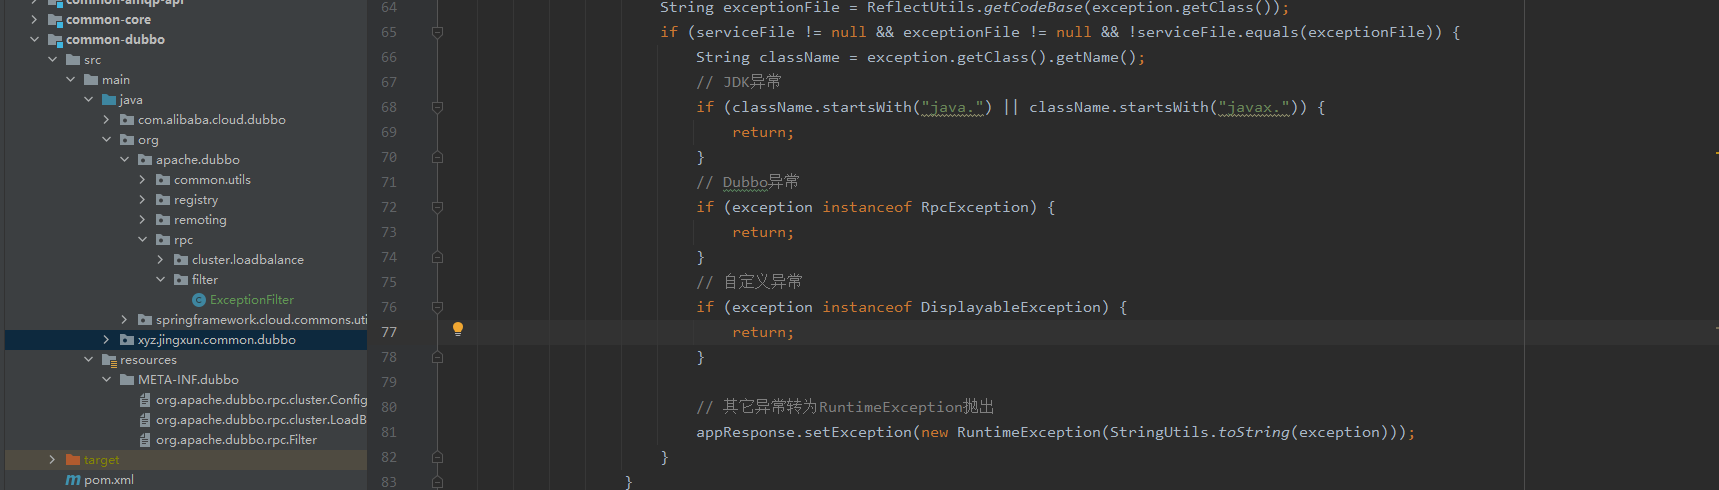 common-amqp-api
common-core
common-dubbo
src
main
java
com.alibaba.cloud.dubbo
org
apache.dubbo
common.utils
registry
remoting
rpc
cluster.loadbalance
filter
ExceptionFilter
springframework.cloud.commons.uti
xyz.jingxun.common.dubbo
resources
META-INF.dubbo
org.apache.dubbo.rpc.cluster.Config
org.apache.dubbo.rpc.cluster.LoadB
org.apache.dubbo.rpc.Filter
target
pom.xml
64 String exceptionFile = ReflectUtils.getCodeBase(exception.getClass());
65 if (serviceFile != null && exceptionFile != null && !serviceFile.equals(exceptionFile)) {
66 String className = exception.getClass().getName();
67 // JDK异常
68 if (className.startsWith("java.") || className.startsWith("javax.")) {
69 return;
70 }
71 // Dubbo异常
72 if (exception instanceof RpcException) {
73 return;
74 }
75 // 自定义异常
76 if (exception instanceof DisplayableException) {
77 return;
78 }
79
80 // 其它异常转为RuntimeException抛出
81 appResponse.setException(new RuntimeException(StringUtils.toString(exception)));
82 }
83 }